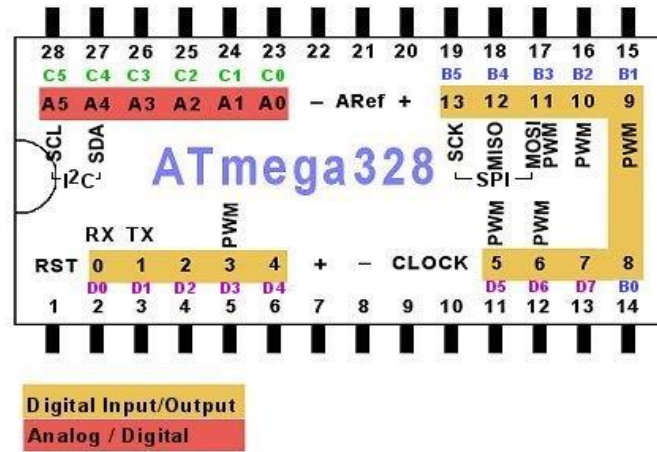 28 27 26 25 24 23 22 21 20 19 18 17 16 15
C5 C4 C3 C2 C1 C0 B5 B4 B3 B2 B1
A5 A4 A3 A2 A1 A0 – ARef + 13 12 11 10 9
SCL SDA SCK MISO MOSI PWM PWM PWM
I²C ATmega328 SPI
RX TX PWM PWM PWM
RST 0 1 2 3 4 + – CLOCK 5 6 7 8
D0 D1 D2 D3 D4 D5 D6 D7 B0
1 2 3 4 5 6 7 8 9 10 11 12 13 14
Digital Input/Output
Analog / Digital